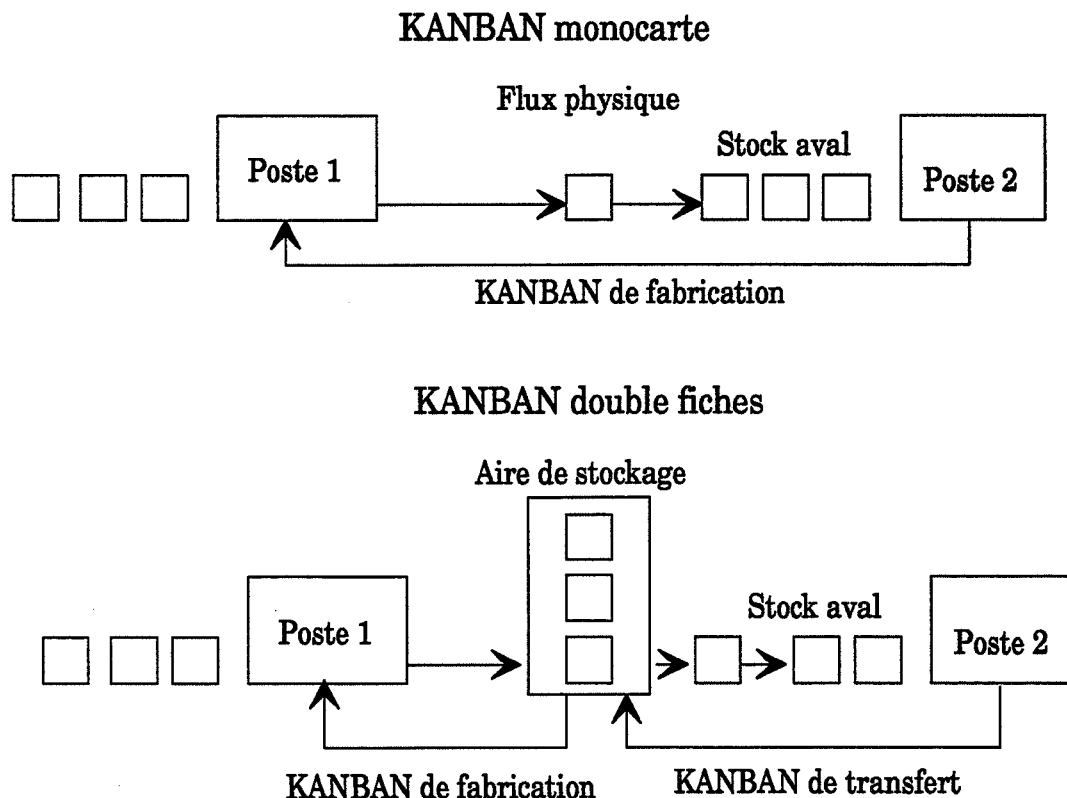 KANBAN monocarte
Flux physique
Stock aval
Poste 1
Poste 2
KANBAN de fabrication
KANBAN double fiches
Aire de stockage
Stock aval
Poste 1
Poste 2
KANBAN de fabrication
KANBAN de transfert